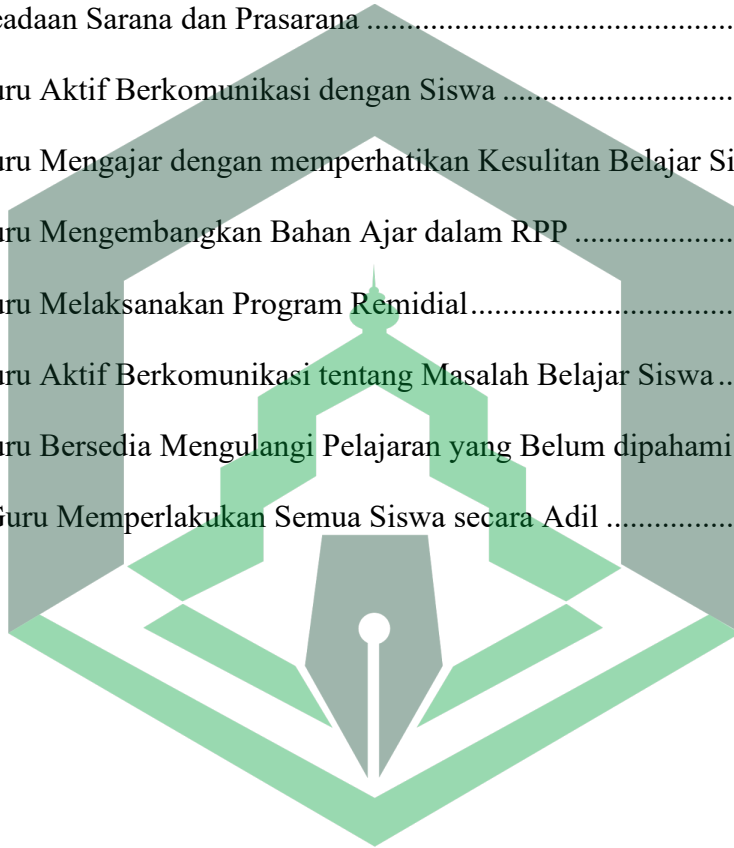 eadaan Sarana dan Prasarana ........................................
uru Aktif Berkomunikasi dengan Siswa .............................
uru Mengajar dengan memperhatikan Kesulitan Belajar Si
uru Mengembangkan Bahan Ajar dalam RPP ...................
uru Melaksanakan Program Remidial................................
uru Aktif Berkomunikasi tentang Masalah Belajar Siswa ..
uru Bersedia Mengulangi Pelajaran yang Belum dipahami
Guru Memperlakukan Semua Siswa secara Adil ................